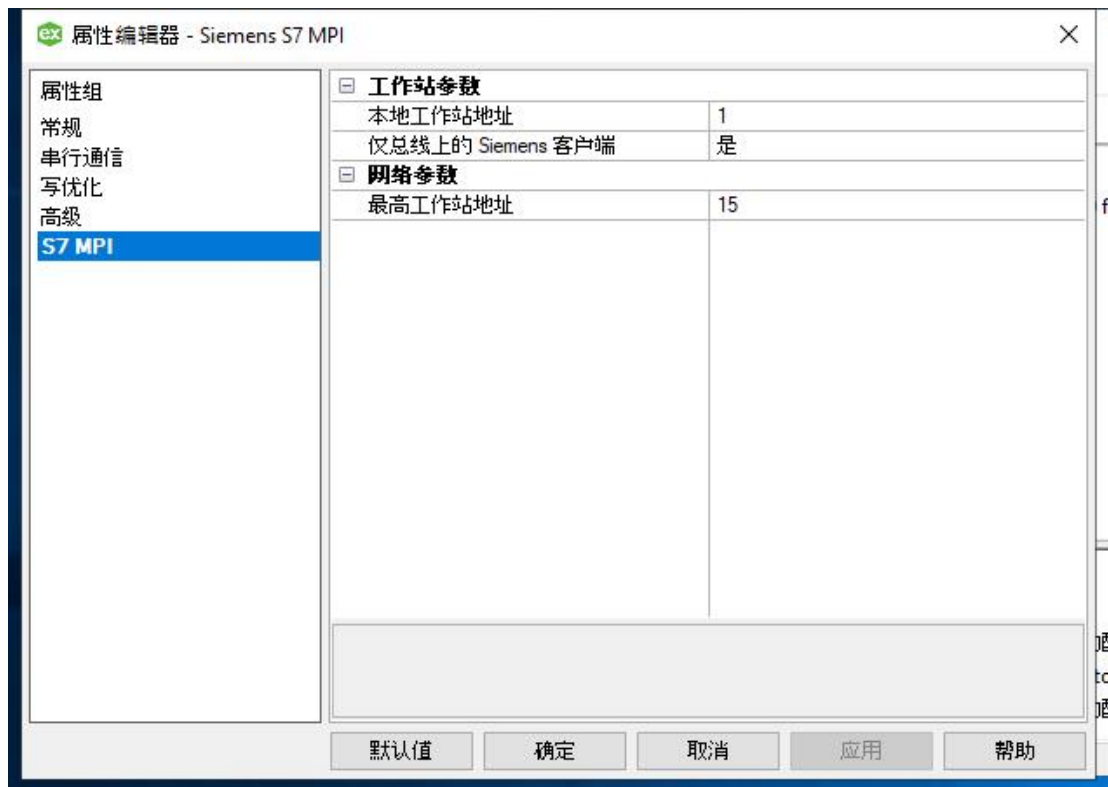 ex 属性编辑器 - Siemens S7 MPI
属性组
常规
串行通信
写优化
高级
S7 MPI
工作站参数
本地工作站地址 1
仅总线上的 Siemens 客户端 是
网络参数
最高工作站地址 15
默认值 确定 取消 应用 帮助